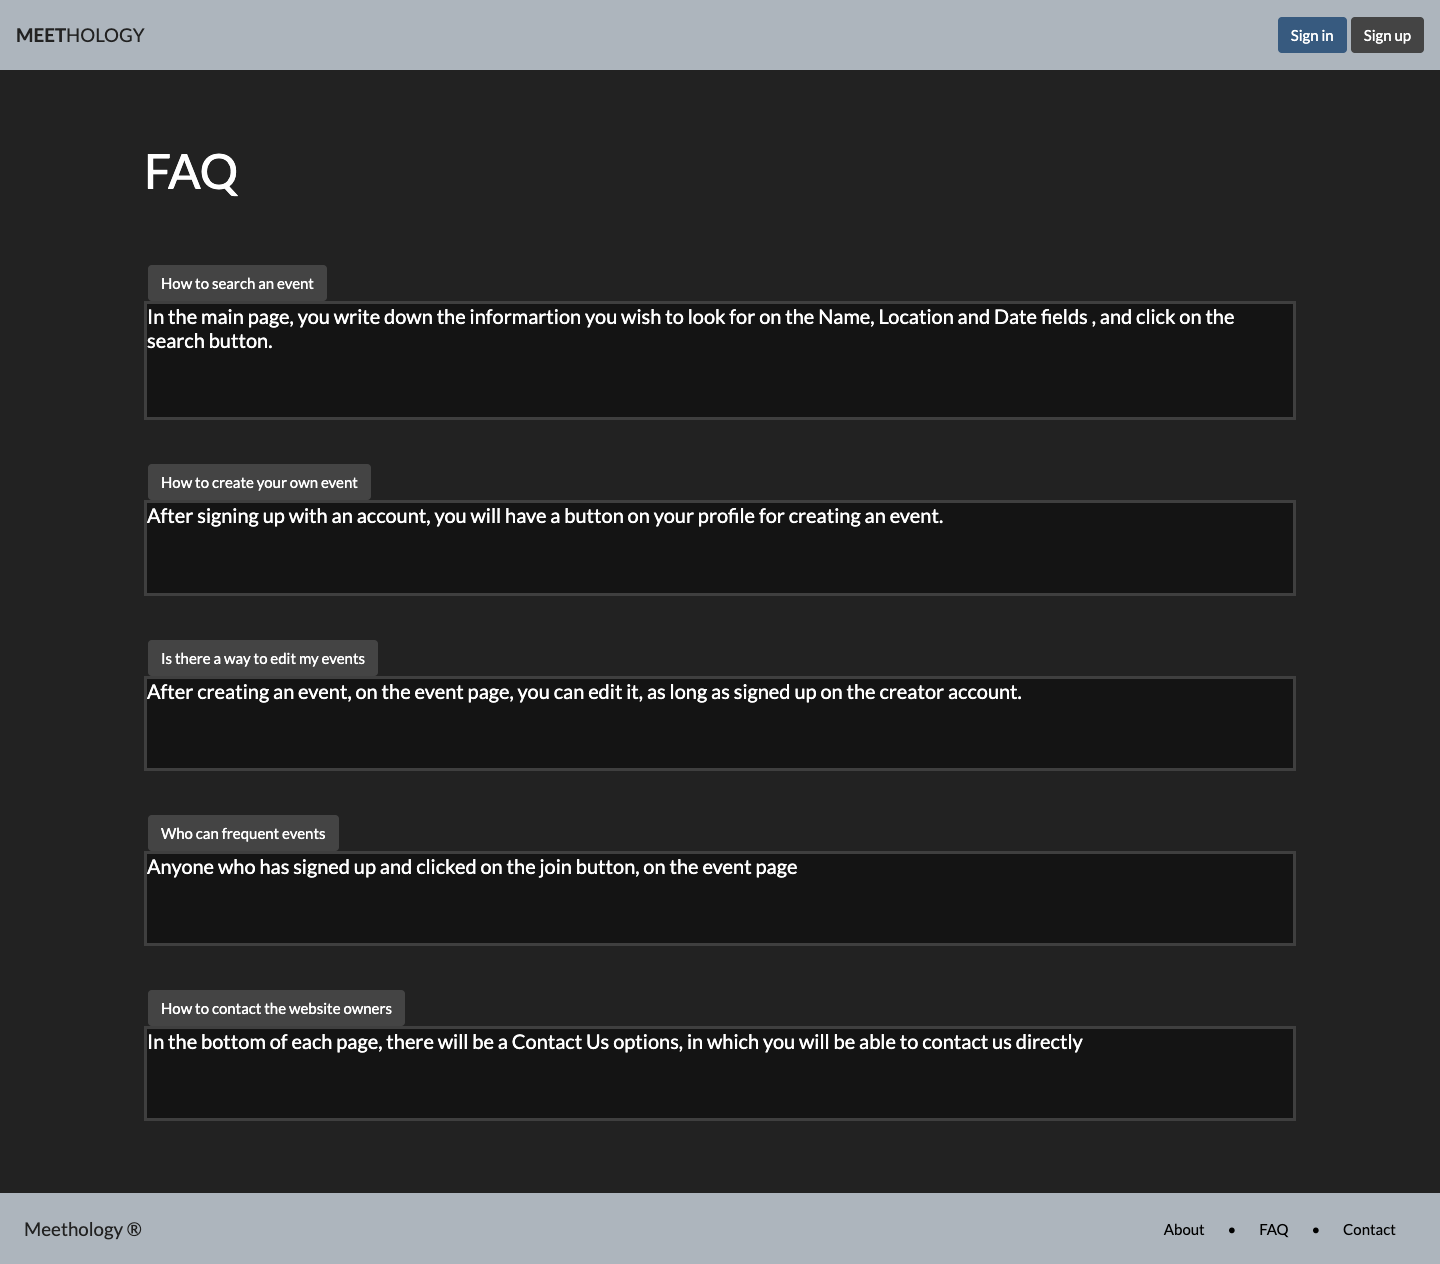 MEETHOLOGY
Sign in
Sign up
FAQ
How to search an event
In the main page, you write down the informartion you wish to look for on the Name, Location and Date fields , and click on the
search button.
How to create your own event
After signing up with an account, you will have a button on your profile for creating an event.
Is there a way to edit my events
After creating an event, on the event page, you can edit it, as long as signed up on the creator account.
Who can frequent events
Anyone who has signed up and clicked on the join button, on the event page
How to contact the website owners
In the bottom of each page, there will be a Contact Us options, in which you will be able to contact us directly
Meethology ®
About • FAQ • Contact